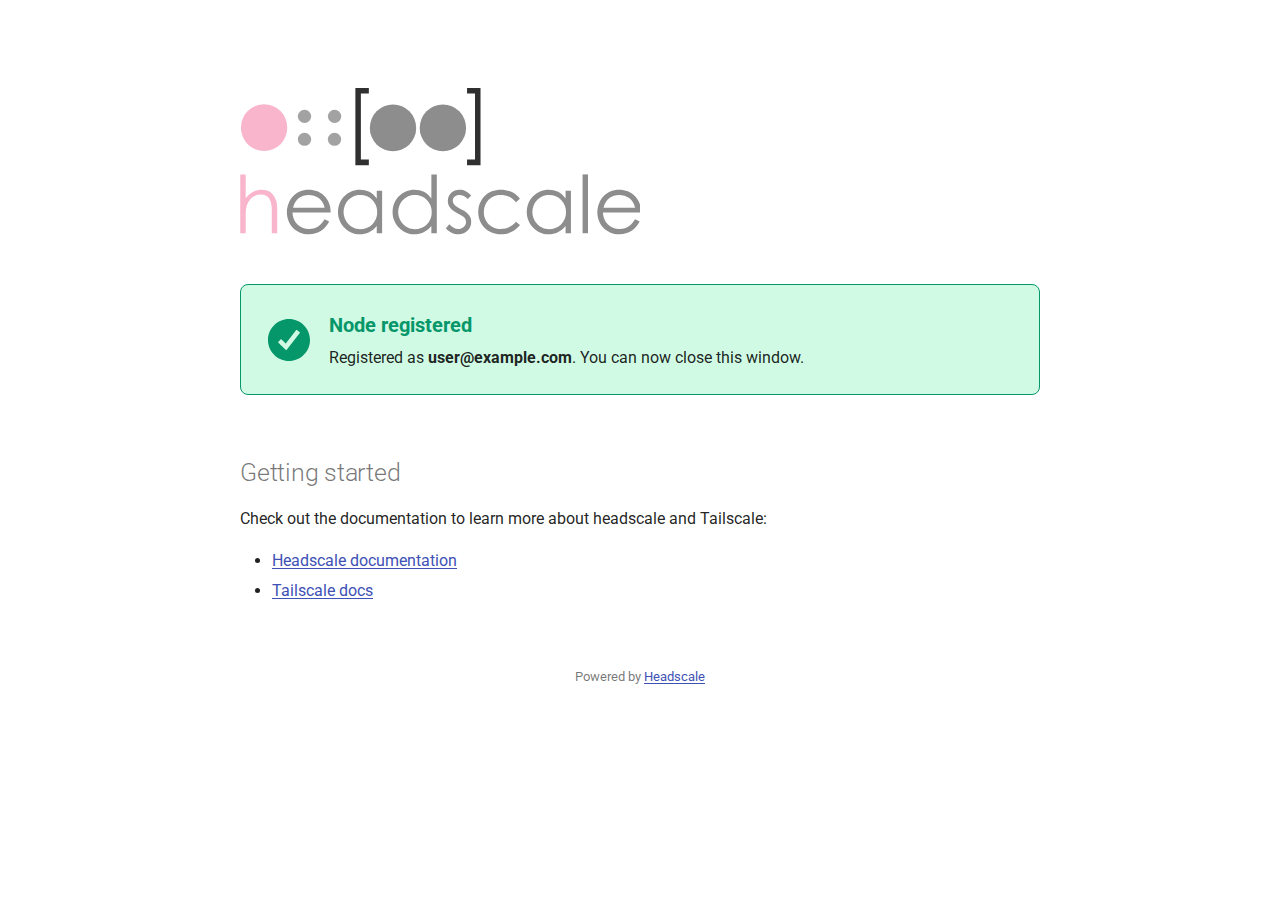 headscale
Node registered
Registered as user@example.com. You can now close this window.
Getting started
Check out the documentation to learn more about headscale and Tailscale:
Headscale documentation
Tailscale docs
Powered by Headscale